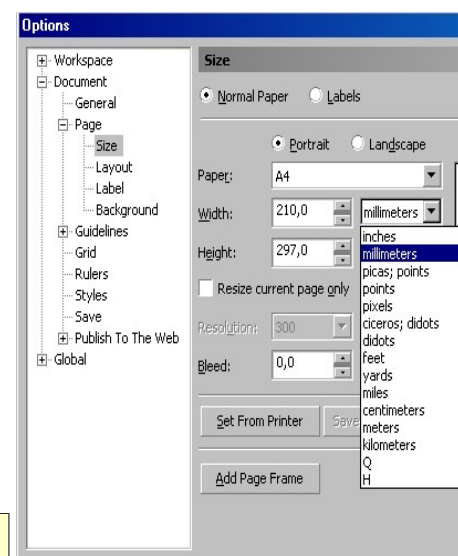 Options
Workspace
Document
General
Page
Size
Layout
Label
Background
Guidelines
Grid
Rulers
Styles
Save
Publish To The Web
Global
Size
Normal Paper Labels
Portrait Landscape
Paper: A4
Width: 210,0 millimeters
Height: 297,0
Resize current page only
Resolution: 300
Bleed: 0,0
Set From Printer Save
Add Page Frame
inches
millimeters
picas; points
points
pixels
ciceros; didots
didots
feet
yards
miles
centimeters
meters
kilometers
Q
H